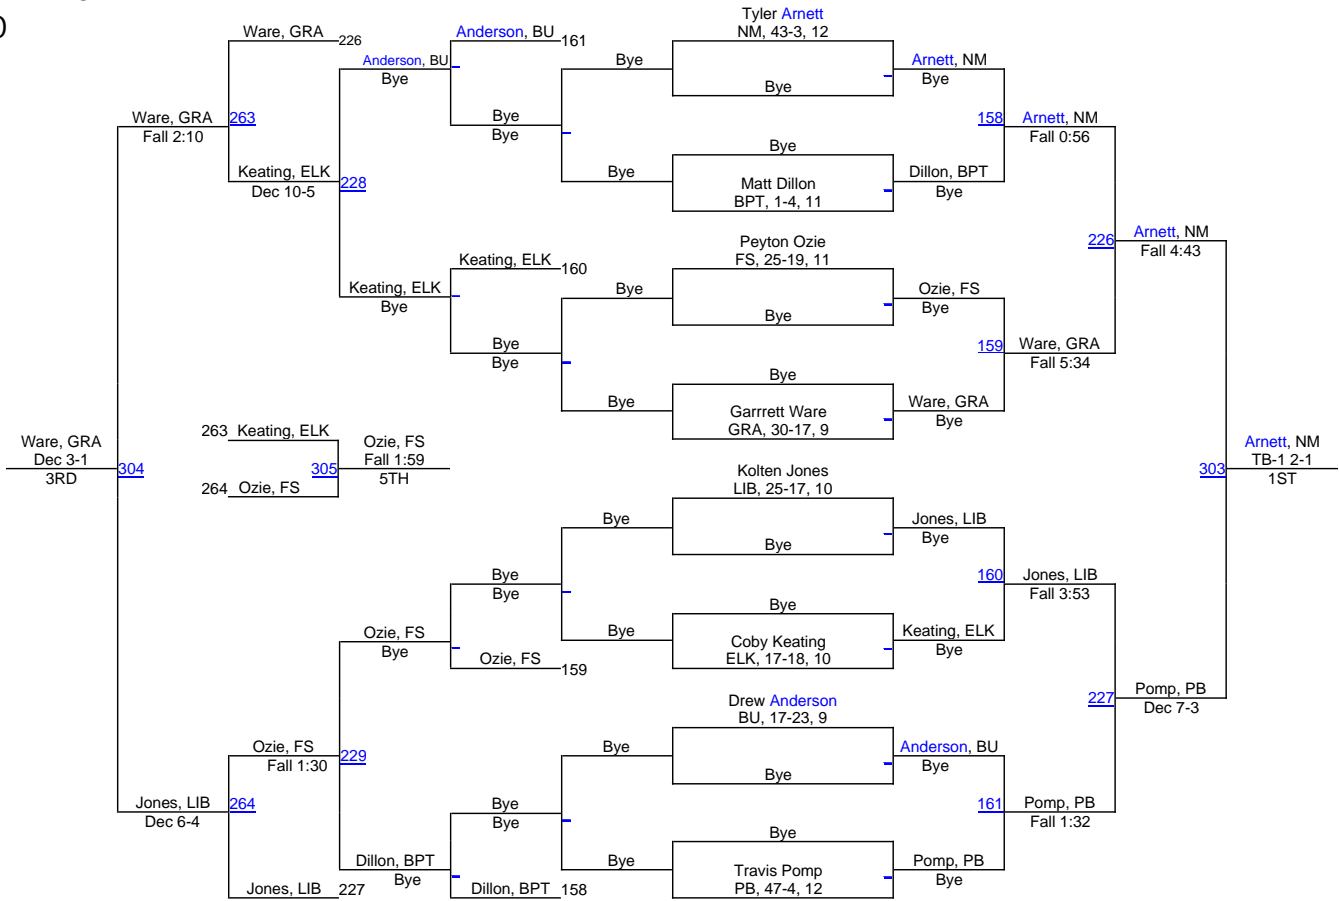 Tyler Arnett
Ware, GRA
226
Anderson, BU
161
NM, 43-3, 12
Anderson, BU
Bye
Bye
Arnett, NM
Bye
Bye
Ware, GRA
263
Bye
Bye
158
Arnett, NM
Fall 2:10
Fall 0:56
Bye
Keating, ELK
228
Bye
Matt Dillon
Dillon, BPT
Dec 10-5
BPT, 1-4, 11
Bye
226
Arnett, NM
Peyton Ozie
Fall 4:43
Keating, ELK
160
FS, 25-19, 11
Keating, ELK
Bye
Ozie, FS
Bye
Bye
Bye
Bye
Bye
159
Ware, GRA
Fall 5:34
Bye
Bye
Garrrett Ware
Ware, GRA
GRA, 30-17, 9
Bye
263
Keating, ELK
Ware, GRA
Ozie, FS
Arnett, NM
Dec 3-1
304
305
Fall 1:59
303
TB-1 2-1
3RD
5TH
Kolten Jones
1ST
264
Ozie, FS
LIB, 25-17, 10
Bye
Jones, LIB
Bye
Bye
Bye
Bye
160
Jones, LIB
Fall 3:53
Bye
Ozie, FS
Bye
Bye
Coby Keating
Keating, ELK
Ozie, FS
159
ELK, 17-18, 10
Bye
227
Pomp, PB
Drew Anderson
Dec 7-3
BU, 17-23, 9
Ozie, FS
229
Bye
Anderson, BU
Fall 1:30
Bye
Bye
Jones, LIB
264
Bye
Bye
161
Pomp, PB
Dec 6-4
Fall 1:32
Bye
Dillon, BPT
Bye
Bye
Travis Pomp
Pomp, PB
Jones, LIB
227
Dillon, BPT
158
PB, 47-4, 12
Bye